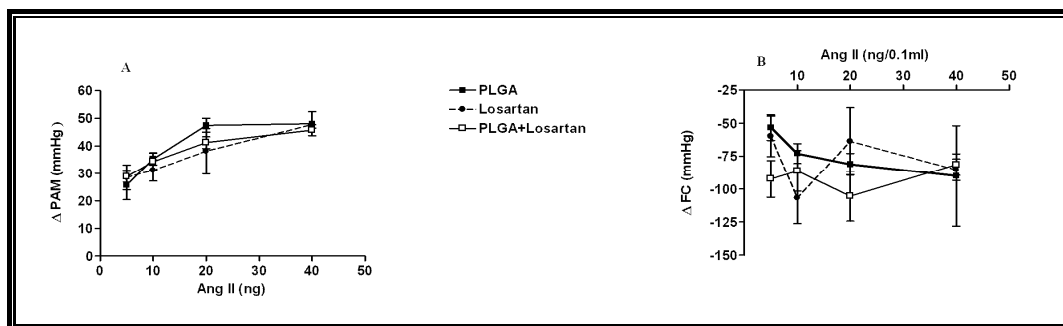 A
60
50
40
30
20
10
0
Δ PAM (mmHg )
0 10 20 30 40 50
Ang II (ng)
PLGA
Losartan
PLGA+Losartan
B
Ang II (ng/0.1ml)
10 20 30 40 50
-25
-50
-75
-100
-125
-150
Δ FC (mmHg)